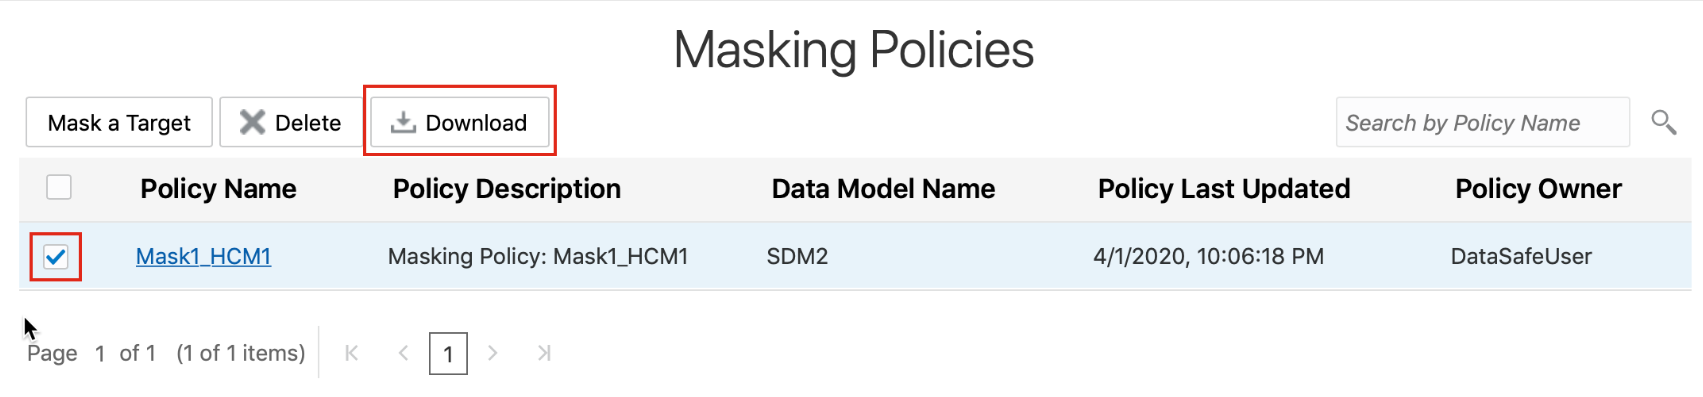 Masking Policies
Mask a Target Delete Download Search by Policy Name
Policy Name Policy Description Data Model Name Policy Last Updated Policy Owner
Mask1_HCM1 Masking Policy: Mask1_HCM1 SDM2 4/1/2020, 10:06:18 PM DataSafeUser
Page 1 of 1 (1 of 1 items) 1